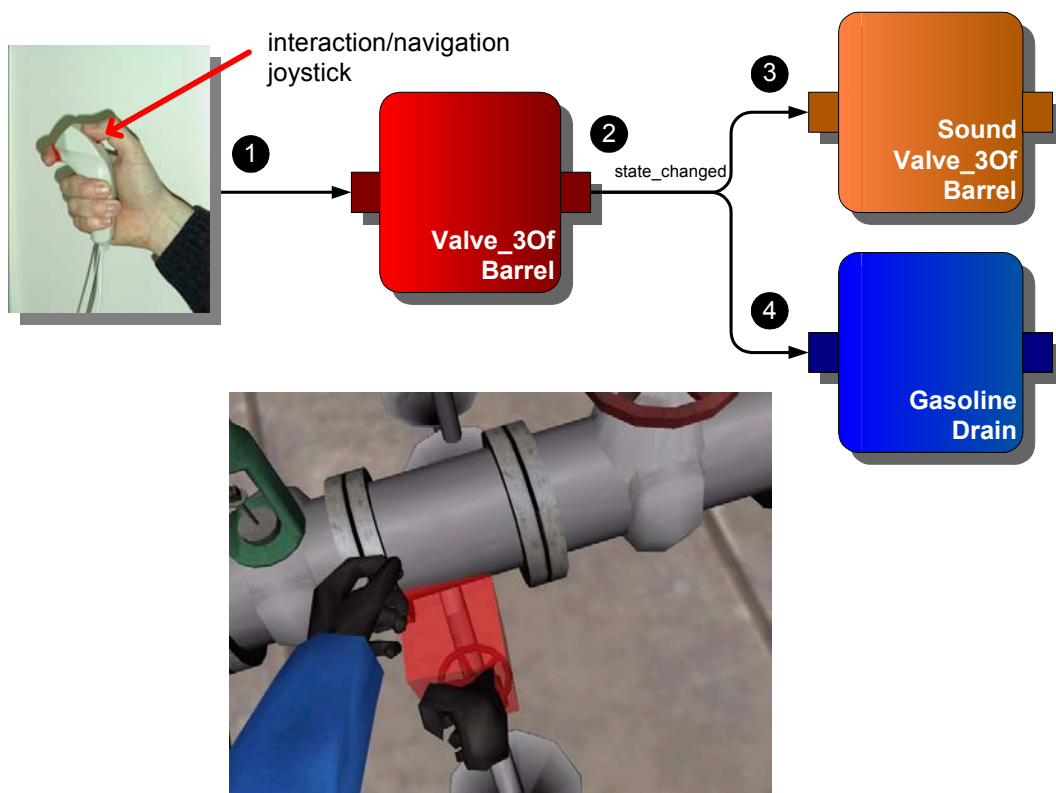 interaction/navigation
joystick
1
2
state_changed
3
4
Valve_3Of
Barrel
Sound
Valve_3Of
Barrel
Gasoline
Drain